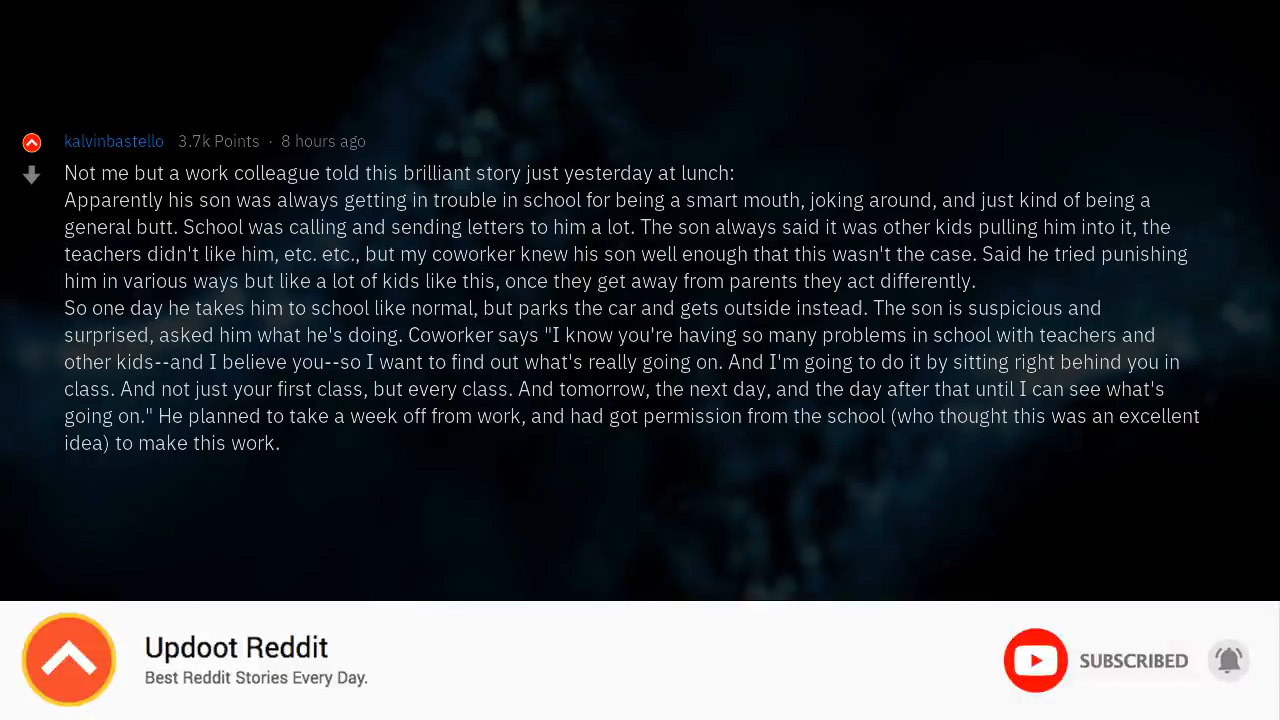 kalvinbastello 3.7k Points · 8 hours ago
Not me but a work colleague told this brilliant story just yesterday at lunch:
Apparently his son was always getting in trouble in school for being a smart mouth, joking around, and just kind of being a
general butt. School was calling and sending letters to him a lot. The son always said it was other kids pulling him into it, the
teachers didn't like him, etc. etc., but my coworker knew his son well enough that this wasn't the case. Said he tried punishing
him in various ways but like a lot of kids like this, once they get away from parents they act differently.
So one day he takes him to school like normal, but parks the car and gets outside instead. The son is suspicious and
surprised, asked him what he's doing. Coworker says "I know you're having so many problems in school with teachers and
other kids--and I believe you--so I want to find out what's really going on. And I'm going to do it by sitting right behind you in
class. And not just your first class, but every class. And tomorrow, the next day, and the day after that until I can see what's
going on." He planned to take a week off from work, and had got permission from the school (who thought this was an excellent
idea) to make this work.
Updoot Reddit
Best Reddit Stories Every Day.
SUBSCRIBED